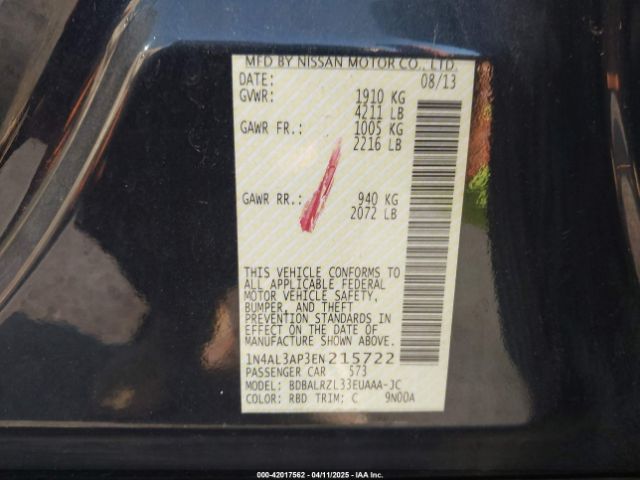 MFD BY NISSAN MOTOR CO., LTD.
DATE: 08/13
GVWR: 1910 KG
4211 LB
GAWR FR.: 1005 KG
2216 LB
GAWR RR.: 940 KG
2072 LB
THIS VEHICLE CONFORMS TO
ALL APPLICABLE FEDERAL
MOTOR VEHICLE SAFETY,
BUMPER, AND THEFT
PREVENTION STANDARDS IN
EFFECT ON THE DATE OF
MANUFACTURE SHOWN ABOVE.
1N4AL3AP3EN215722
PASSENGER CAR 573
MODEL: BDBALRZL33EUAAA-JC
COLOR: RBD TRIM: C 9N00A
000-42017562 - 04/11/2025 - IAA Inc.